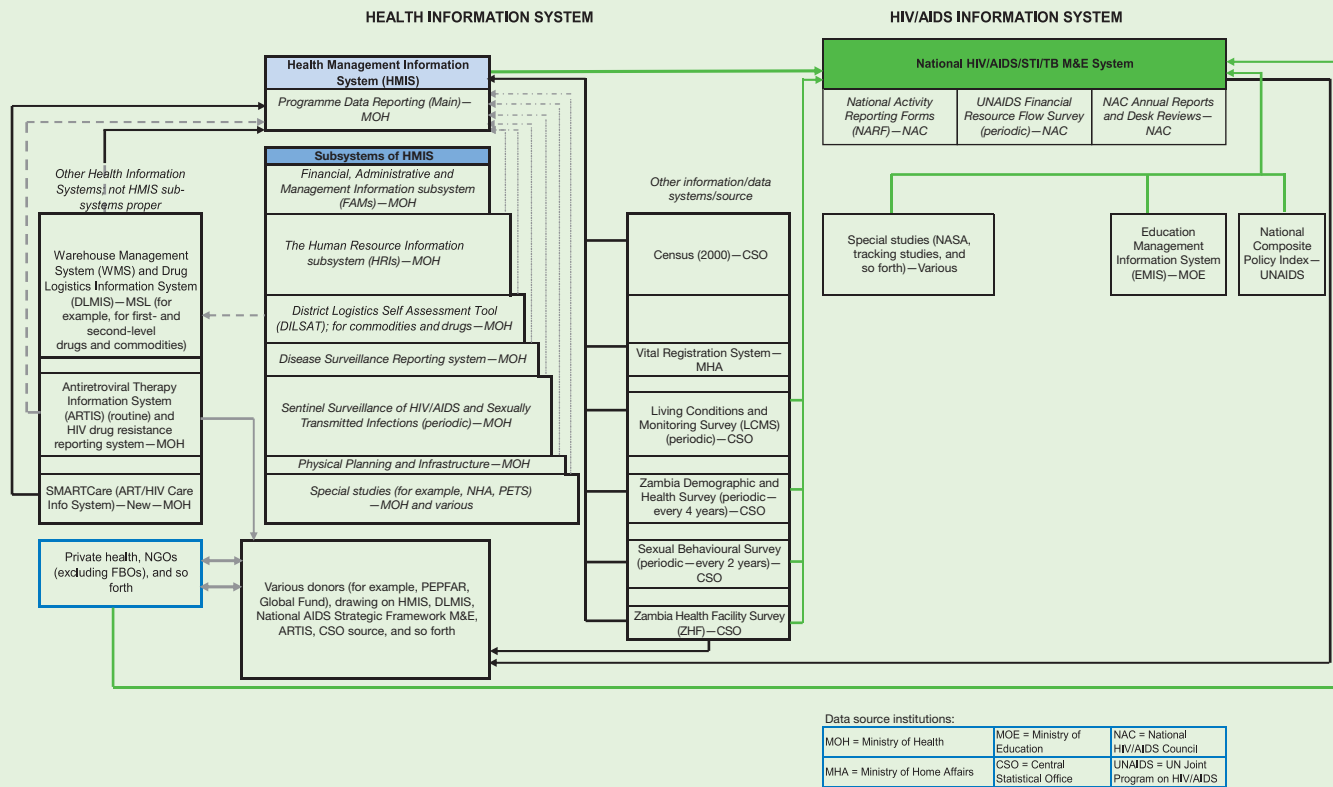 HEALTH INFORMATION SYSTEM
HIV/AIDS INFORMATION SYSTEM
Health Management Information
System (HMIS)
Programme Data Reporting (Main)—
MOH
Subsystems of HMIS
Financial, Administrative and
Management Information subsystem
(FAMs)—MOH
The Human Resource Information
subsystem (HRIs)—MOH
District Logistics Self Assessment Tool
(DILSAT); for commodities and drugs—MOH
Disease Surveillance Reporting system—MOH
Sentinel Surveillance of HIV/AIDS and Sexually
Transmitted Infections (periodic)—MOH
Physical Planning and Infrastructure—MOH
Special studies (for example, NHA, PETS)
—MOH and various
Other Health Information
Systems, not HMIS sub-
systems proper
Warehouse Management
System (WMS) and Drug
Logistics Information System
(DLMIS)—MSL (for
example, for first- and
second-level
drugs and commodities)
Antiretroviral Therapy
Information System
(ARTIS) (routine) and
HIV drug resistance
reporting system—MOH
SMARTCare (ART/HIV Care
Info System)—New—MOH
Private health, NGOs
(excluding FBOs), and so
forth
Various donors (for example, PEPFAR,
Global Fund), drawing on HMIS, DLMIS,
National AIDS Strategic Framework M&E,
ARTIS, CSO source, and so forth
Other information/data
systems/source
Census (2000)—CSO
Vital Registration System—
MHA
Living Conditions and
Monitoring Survey (LCMS)
(periodic)—CSO
Zambia Demographic and
Health Survey (periodic—
every 4 years)—CSO
Sexual Behavioural Survey
(periodic—every 2 years)—
CSO
Zambia Health Facility Survey
(ZHF)—CSO
National HIV/AIDS/STI/TB M&E System
National Activity
Reporting Forms
(NARF)—NAC
UNAIDS Financial
Resource Flow Survey
(periodic)—NAC
NAC Annual Reports
and Desk Reviews—
NAC
Special studies (NASA,
tracking studies, and
so forth)—Various
Education
Management
Information System
(EMIS)—MOE
National
Composite
Policy Index—
UNAIDS
Data source institutions:
MOH = Ministry of Health
MOE = Ministry of
Education
NAC = National
HIV/AIDS Council
MHA = Ministry of Home Affairs
CSO = Central
Statistical Office
UNAIDS = UN Joint
Program on HIV/AIDS